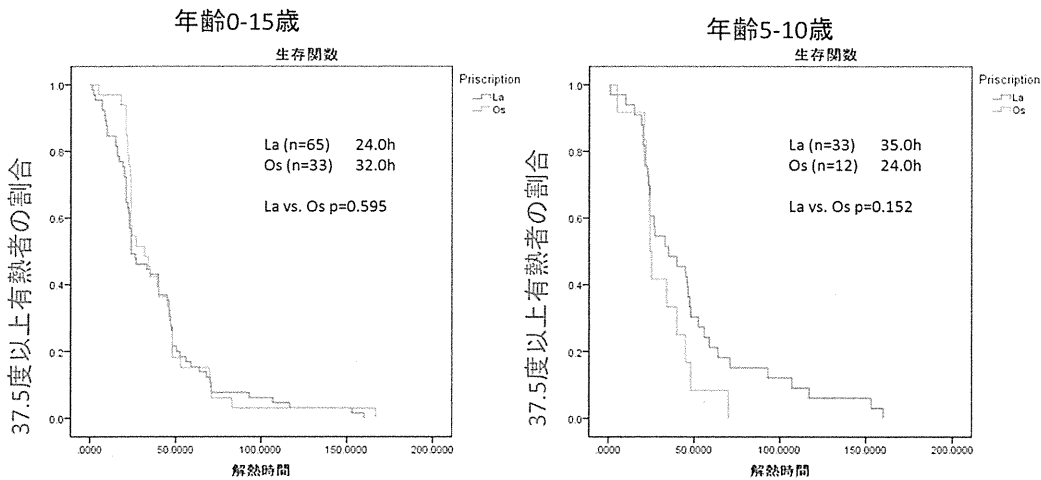 年齢0-15歳
生存関数
37.5度以上有熱者の割合
1.0
0.8
0.6
0.4
0.2
0.0
.0000 50.0000 100.0000 150.0000 200.0000
解熱時間
Priscription
La
Os
La (n=65) 24.0h
Os (n=33) 32.0h
La vs. Os p=0.595
年齢5-10歳
生存関数
37.5度以上有熱者の割合
1.0
0.8
0.6
0.4
0.2
0.0
.0000 50.0000 100.0000 150.0000 200.0000
解熱時間
Priscription
La
Os
La (n=33) 35.0h
Os (n=12) 24.0h
La vs. Os p=0.152